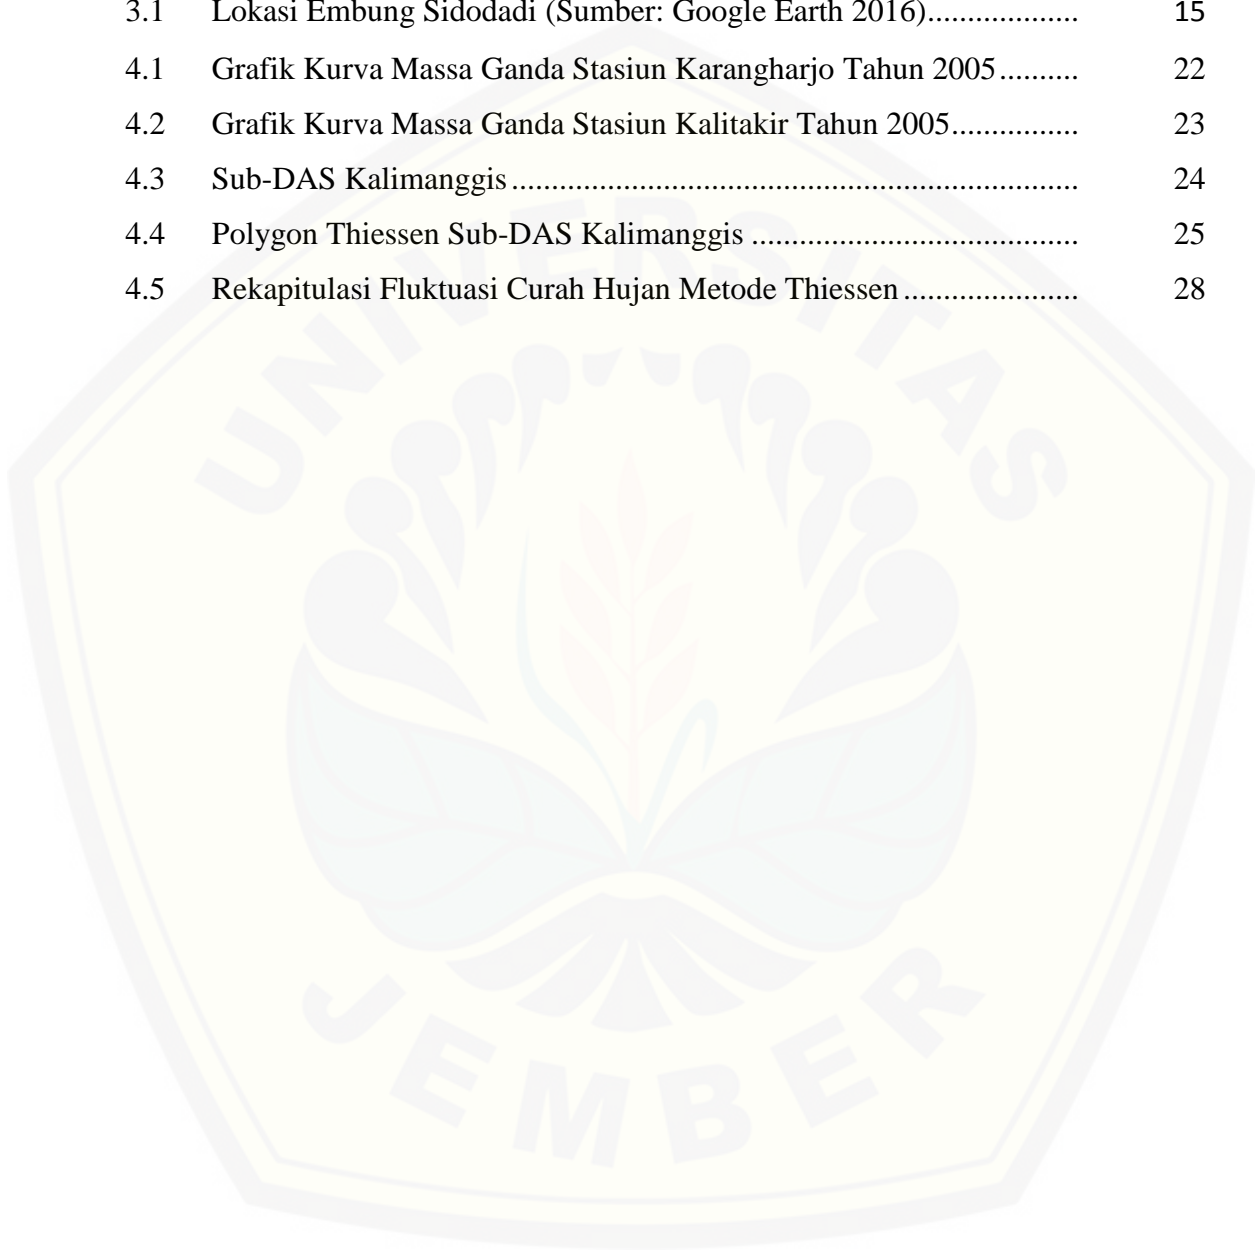 3.1 Lokasi Embung Sidodadi (Sumber: Google Earth 2016)................... 15
4.1 Grafik Kurva Massa Ganda Stasiun Karangharjo Tahun 2005.......... 22
4.2 Grafik Kurva Massa Ganda Stasiun Kalitakir Tahun 2005................ 23
4.3 Sub-DAS Kalimanggis....................................................................... 24
4.4 Polygon Thiessen Sub-DAS Kalimanggis ......................................... 25
4.5 Rekapitulasi Fluktuasi Curah Hujan Metode Thiessen...................... 28
UNIVERSITAS
JEMBER